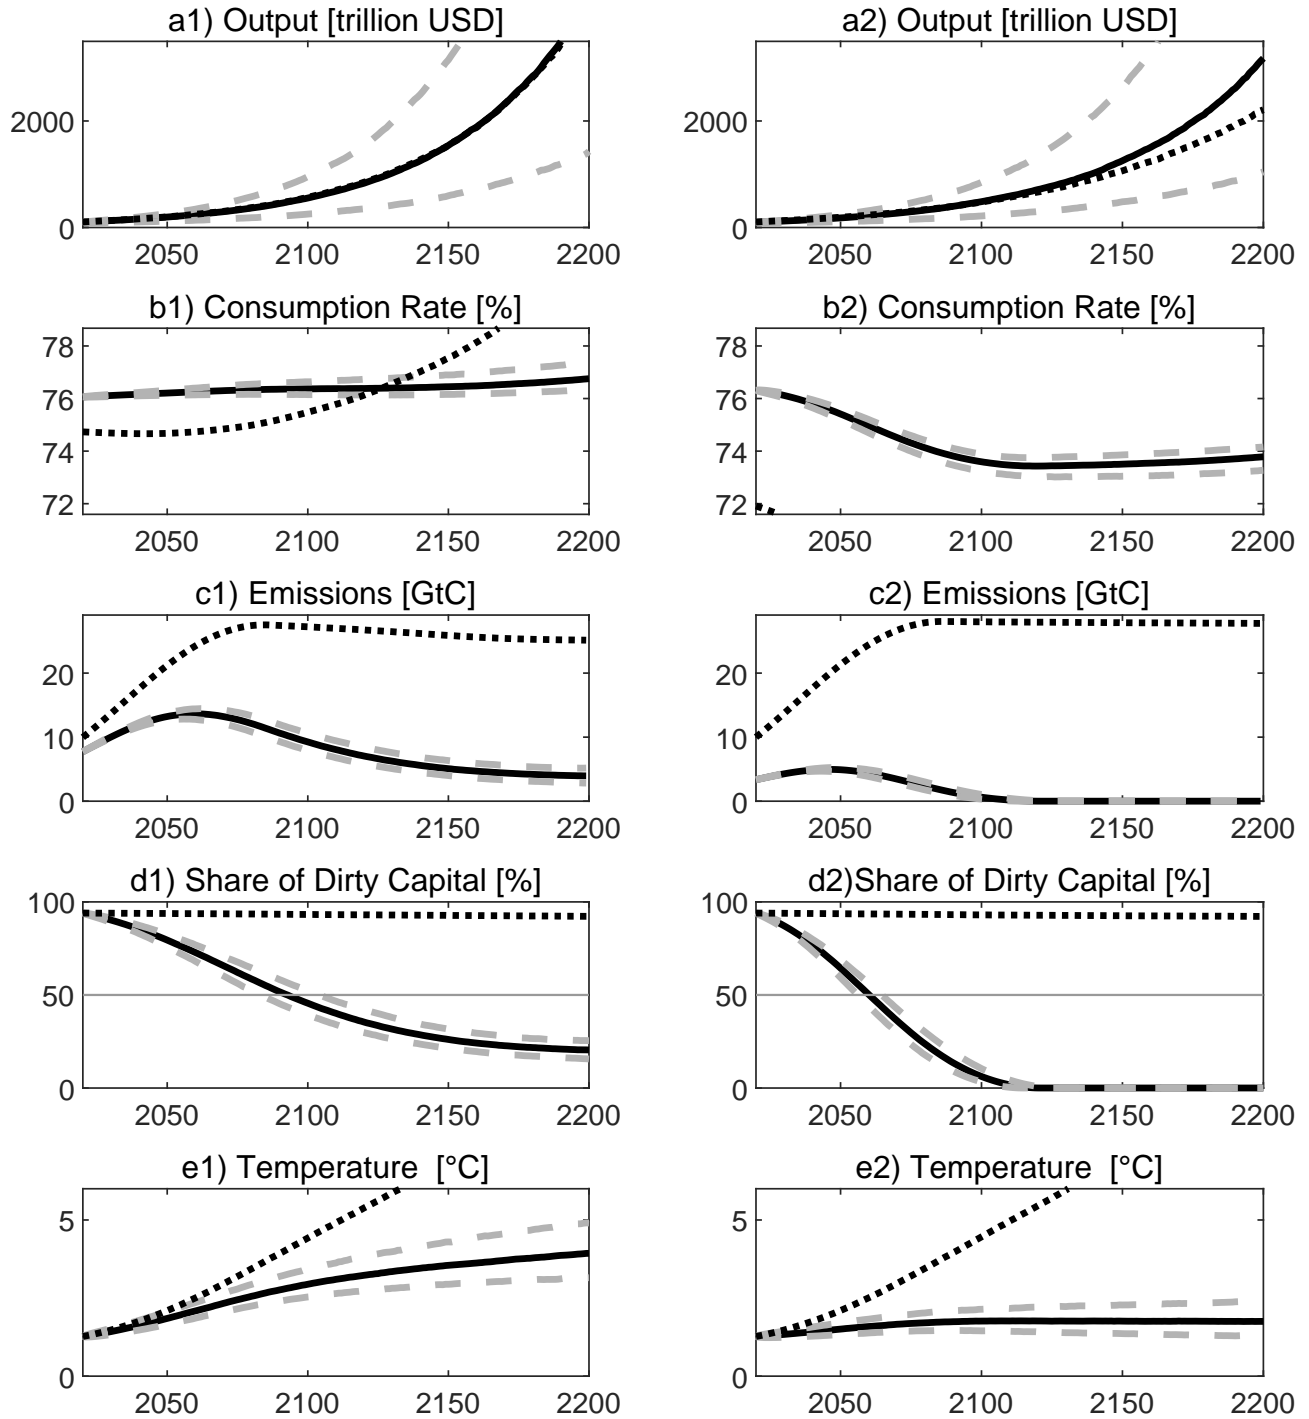 a1) Output [trillion USD]
2000
0
2050 2100 2150 2200
a2) Output [trillion USD]
2000
0
2050 2100 2150 2200
b1) Consumption Rate [%]
78
76
74
72
2050 2100 2150 2200
b2) Consumption Rate [%]
78
76
74
72
2050 2100 2150 2200
c1) Emissions [GtC]
20
10
0
2050 2100 2150 2200
c2) Emissions [GtC]
20
10
0
2050 2100 2150 2200
d1) Share of Dirty Capital [%]
100
50
0
2050 2100 2150 2200
d2)Share of Dirty Capital [%]
100
50
0
2050 2100 2150 2200
e1) Temperature [°C]
5
0
2050 2100 2150 2200
e2) Temperature [°C]
5
0
2050 2100 2150 2200